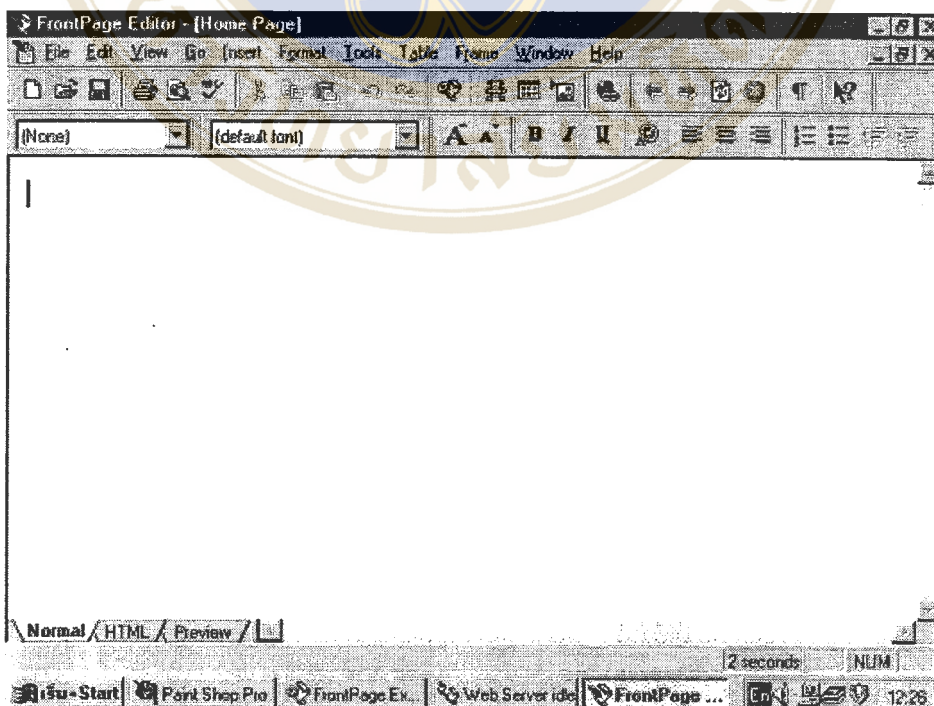 FrontPage Editor - [Home Page]
File Edit View Go Insert Format Tools Table Frame Window Help
(None) (default font) A A B I U
Normal / HTML / Preview /
2 seconds NUM
เริ่ม-Start Paint Shop Pro FrontPage Ex... Web Server idle FrontPage ... En 12:26